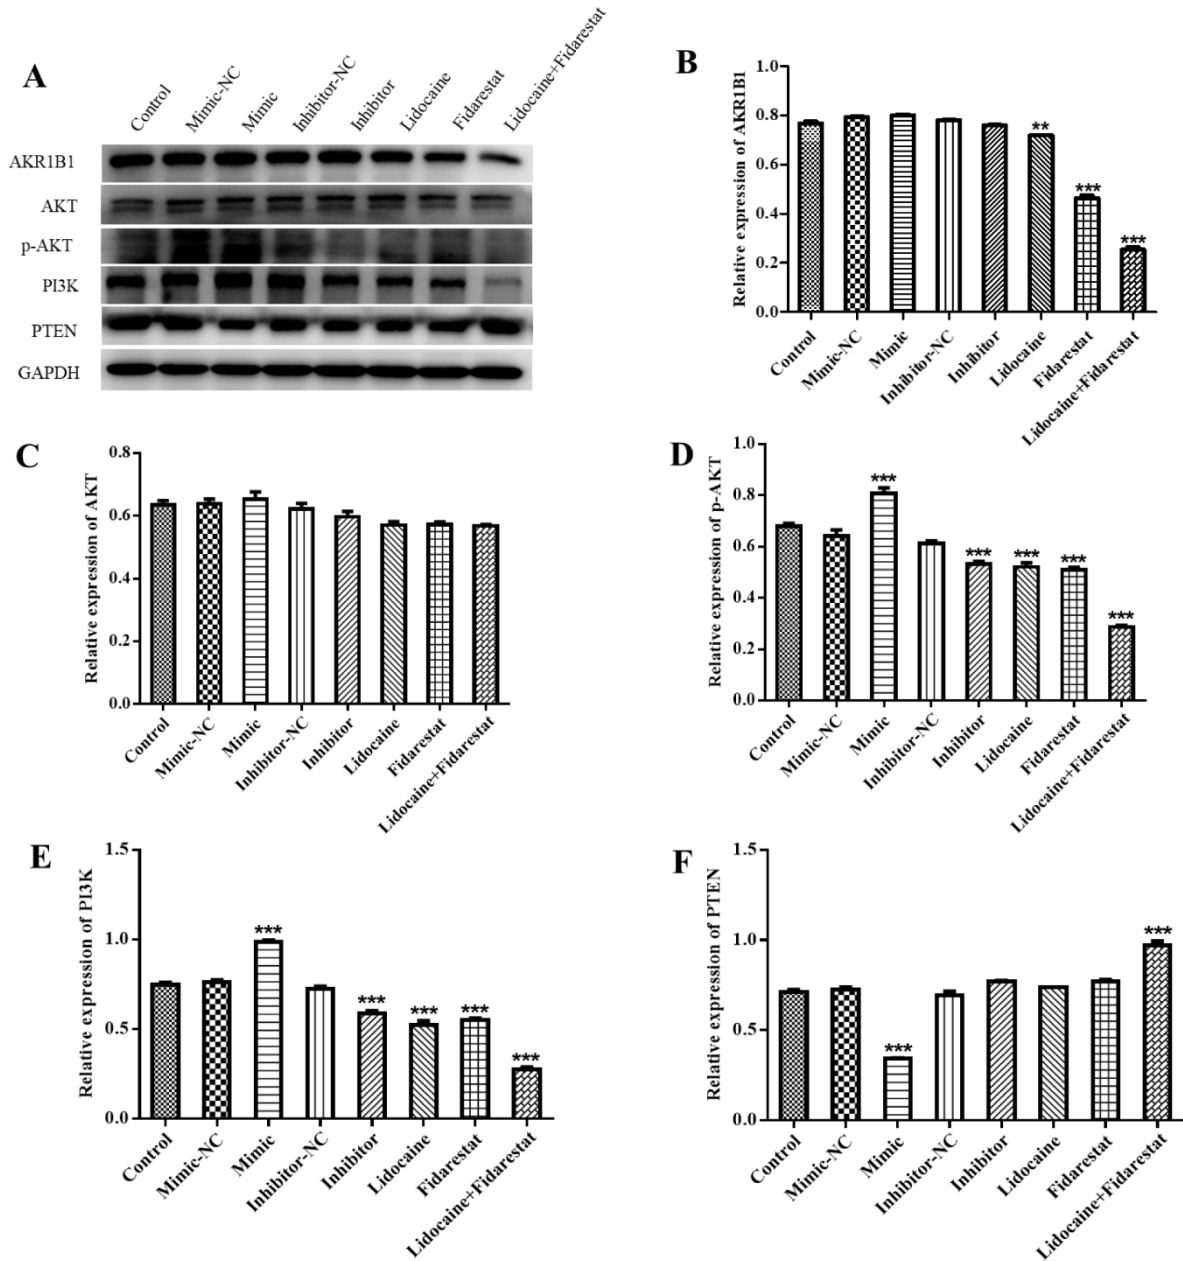 A
Control
Mimic-NC
Mimic
Inhibitor-NC
Inhibitor
Lidocaine
Fidarestat
Lidocaine+Fidarestat
AKR1B1
AKT
p-AKT
PI3K
PTEN
GAPDH
B
Relative expression of AKR1B1
1.0
0.8
0.6
0.4
0.2
0.0
**
***
***
Control
Mimic-NC
Mimic
Inhibitor-NC
Inhibitor
Lidocaine
Fidarestat
Lidocaine+Fidarestat
C
Relative expression of AKT
0.8
0.6
0.4
0.2
0.0
Control
Mimic-NC
Mimic
Inhibitor-NC
Inhibitor
Lidocaine
Fidarestat
Lidocaine+Fidarestat
D
Relative expression of p-AKT
1.0
0.8
0.6
0.4
0.2
0.0
***
***
***
***
***
Control
Mimic-NC
Mimic
Inhibitor-NC
Inhibitor
Lidocaine
Fidarestat
Lidocaine+Fidarestat
E
Relative expression of PI3K
1.5
1.0
0.5
0.0
***
***
***
***
***
Control
Mimic-NC
Mimic
Inhibitor-NC
Inhibitor
Lidocaine
Fidarestat
Lidocaine+Fidarestat
F
Relative expression of PTEN
1.5
1.0
0.5
0.0
***
***
Control
Mimic-NC
Mimic
Inhibitor-NC
Inhibitor
Lidocaine
Fidarestat
Lidocaine+Fidarestat